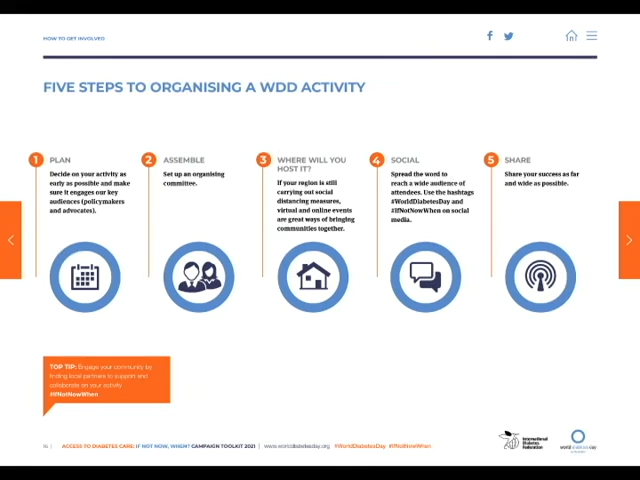 HOW TO GET INVOLVED
FIVE STEPS TO ORGANISING A WDD ACTIVITY
1 PLAN
Decide on your activity as
early as possible and make
sure it engages our key
audiences (policymakers
and advocates).
2 ASSEMBLE
Set up an organising
committee.
3 WHERE WILL YOU
HOST IT?
If your region is still
carrying out social
distancing measures,
virtual and online events
are great ways of bringing
communities together.
4 SOCIAL
Spread the word to
reach a wide audience of
attendees. Use the hashtags
#WorldDiabetesDay and
#IfNotNowWhen on social
media.
5 SHARE
Share your success as far
and wide as possible.
TOP TIP: Engage your community by
finding local partners to support and
collaborate on your activity
#IfNotNowWhen
| ACCESS TO DIABETES CARE: IF NOT NOW, WHEN? CAMPAIGN TOOLKIT 2021 | www.worlddiabetesday.org #WorldDiabetesDay #IfNotNowWhen
International
Diabetes
Federation
world diabetes day